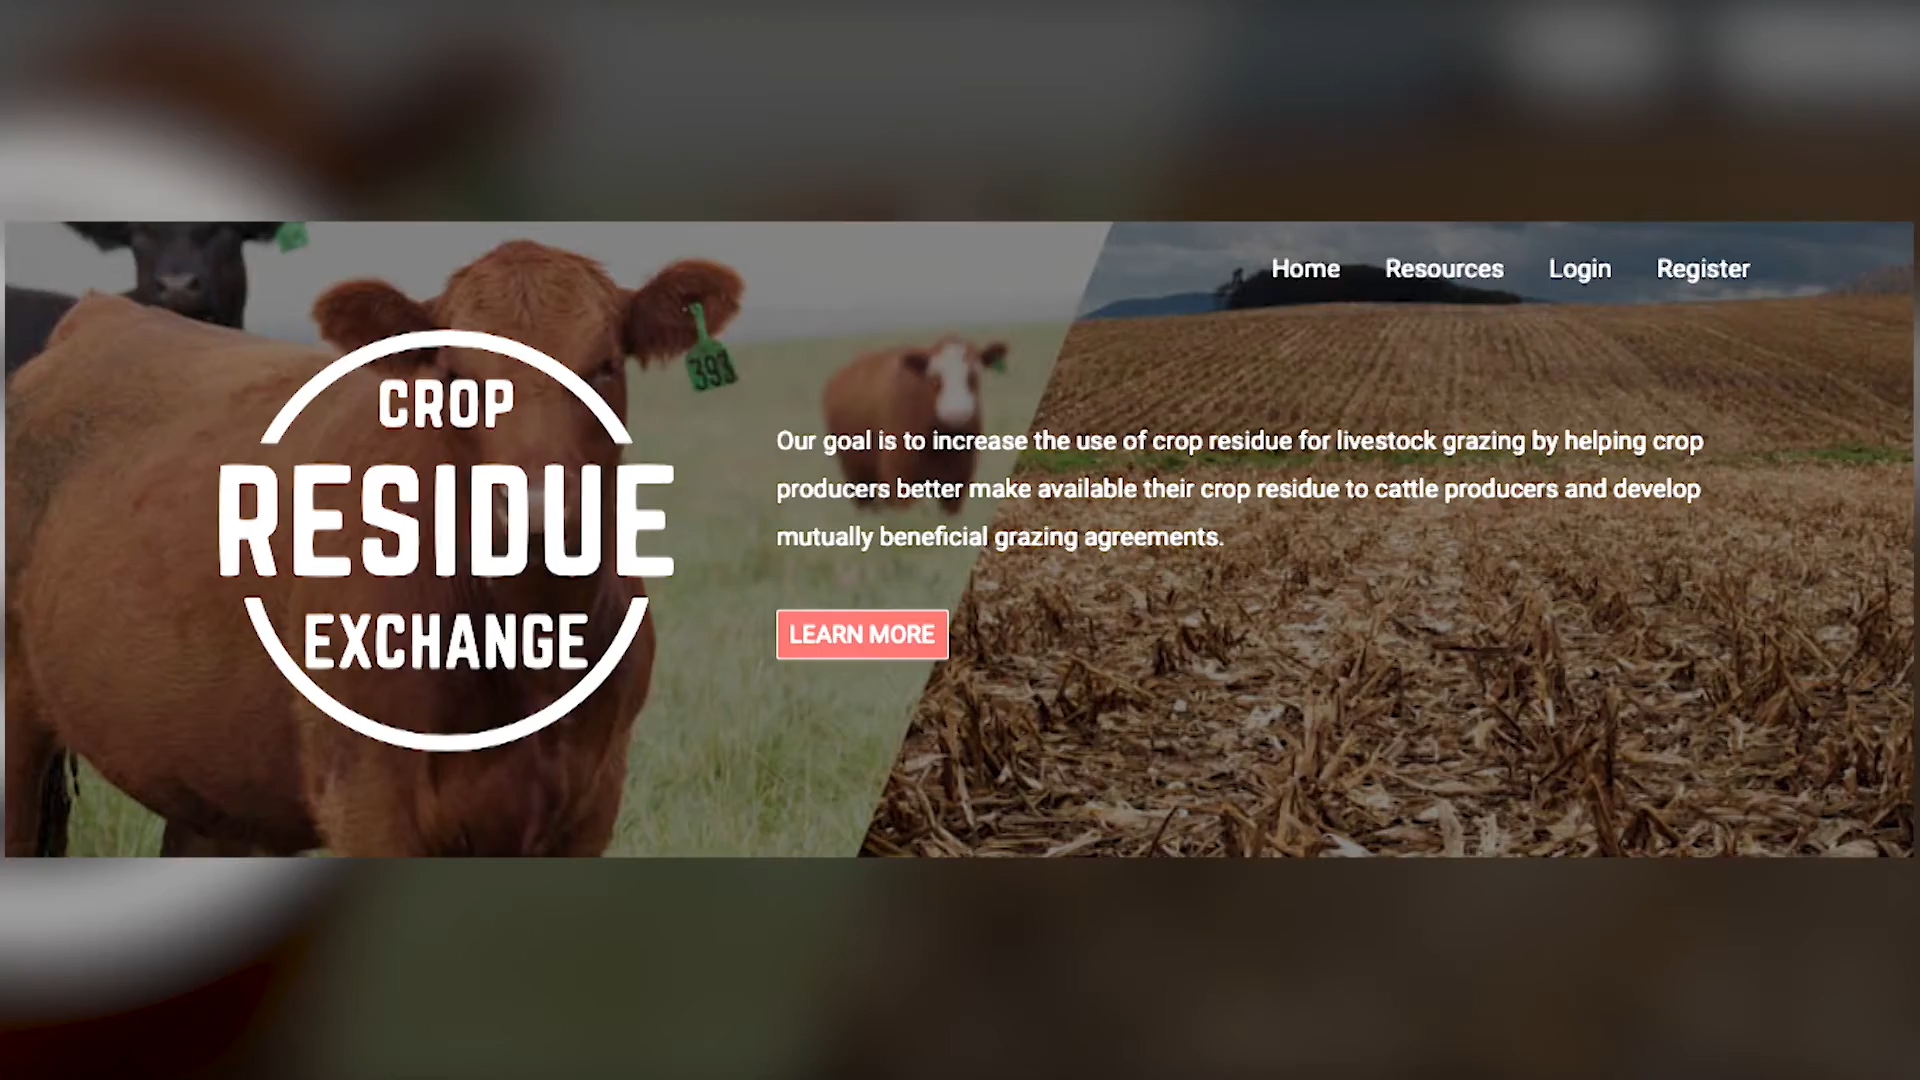 Home Resources Login Register
CROP
RESIDUE
EXCHANGE
393
Our goal is to increase the use of crop residue for livestock grazing by helping crop
producers better make available their crop residue to cattle producers and develop
mutually beneficial grazing agreements.
LEARN MORE